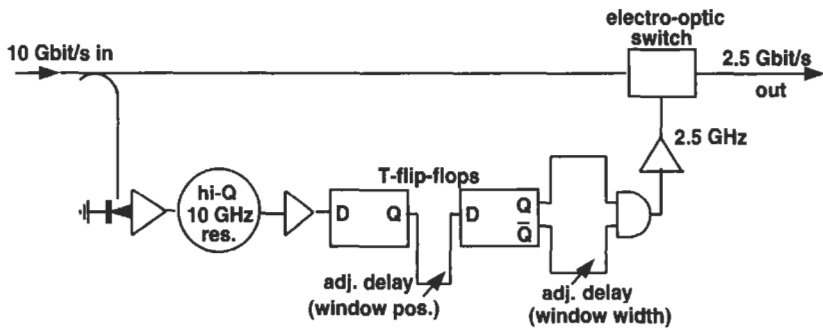 electro-optic
switch
10 Gbit/s in
2.5 Gbit/s
out
2.5 GHz
T-flip-flops
hi-Q
10 GHz
res.
D Q
D Q
Q̅
adj. delay
(window pos.)
adj. delay
(window width)